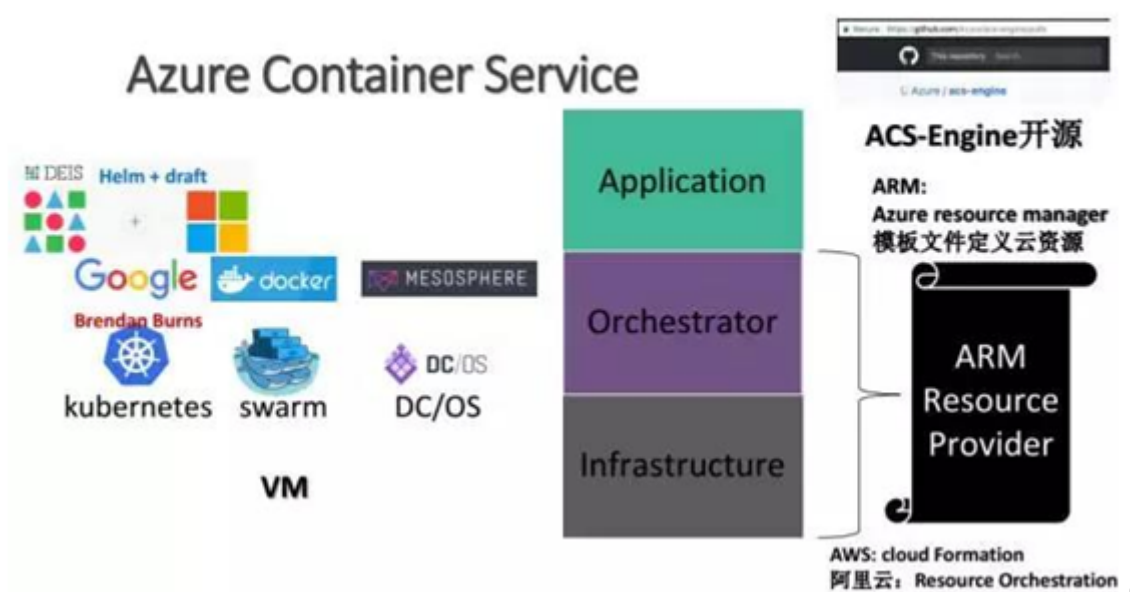 Azure Container Service
DEIS
Helm + draft
Google
docker
MESOSPHERE
Brendan Burns
DC/OS
kubernetes
swarm
DC/OS
VM
Application
Orchestrator
Infrastructure
This repository
Azure / acs-engine
ACS-Engine开源
ARM:
Azure resource manager
模板文件定义云资源
ARM
Resource
Provider
AWS: cloud Formation
阿里云：Resource Orchestration